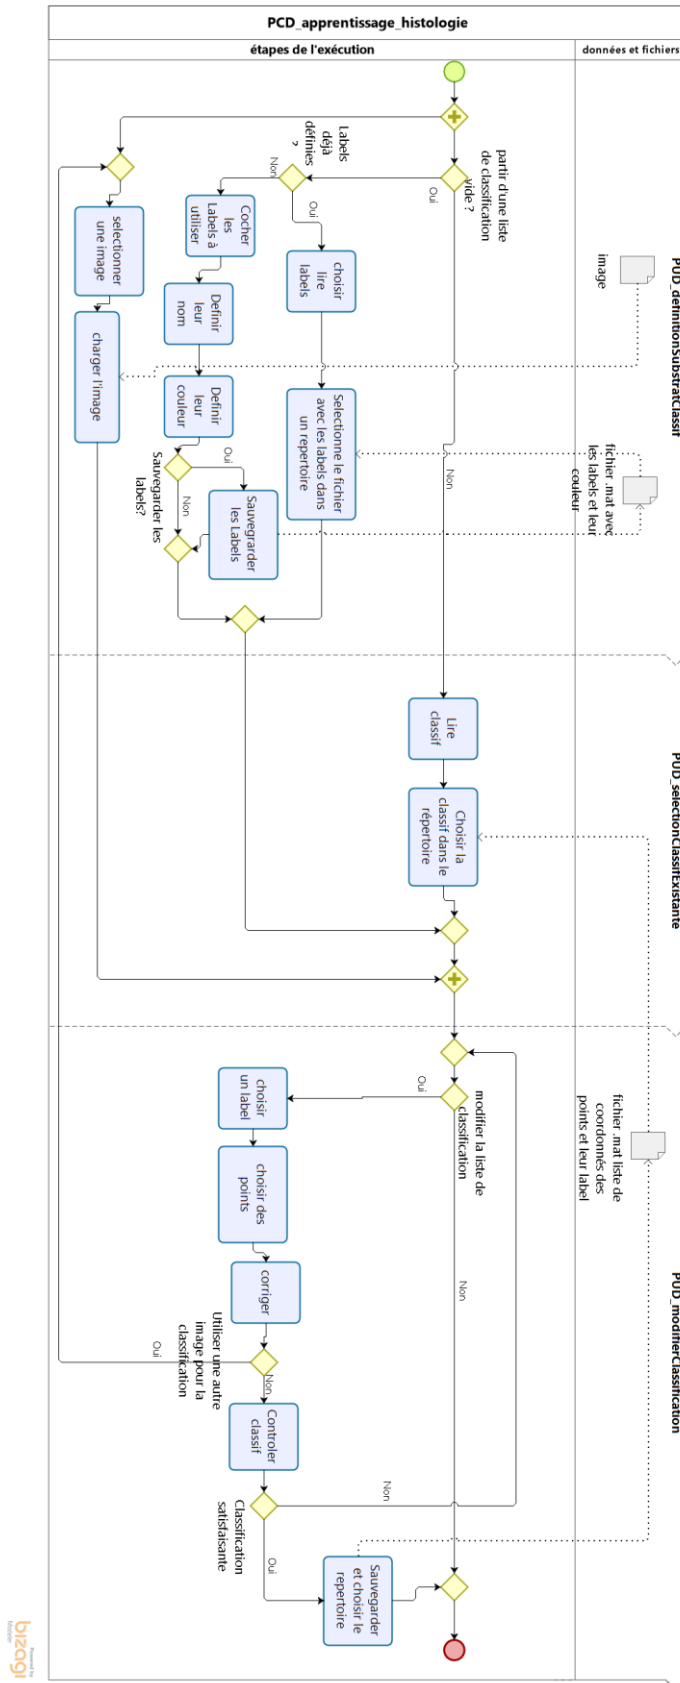 PCD_apprentissage_histologie
étapes de l'exécution
données et fichiers
PUD_definitionSubstratClassif
partir d'une liste
de classification
vide ?
Oui
Non
Labels
déjà
définies
?
Non
Oui
Cocher
les
Labels à
utiliser
choisir
lire
labels
selectionner
une image
image
Definir
leur
nom
charger l'image
Definir
leur
couleur
Selectionne le fichier
avec les labels dans
un repertoire
fichier .mat avec
les labels et leur
couleur
Sauvegarder les
labels?
Oui
Non
Sauvegrarder
les Labels
PUD_selectionClassifExistante
Lire
classif
Choisir la
classif dans le
répertoire
PUD_modifierClassification
modifier la liste de
classification
Oui
Non
fichier .mat liste de
coordonnés des
points et leur label
choisir
un label
choisir des
points
corriger
Utiliser une autre
image pour la
classification
Oui
Non
Controler
classif
Classification
satisfaisante
Non
Oui
Sauvegarder
et choisir le
repertoire
Powered by
bizagi
Modeler